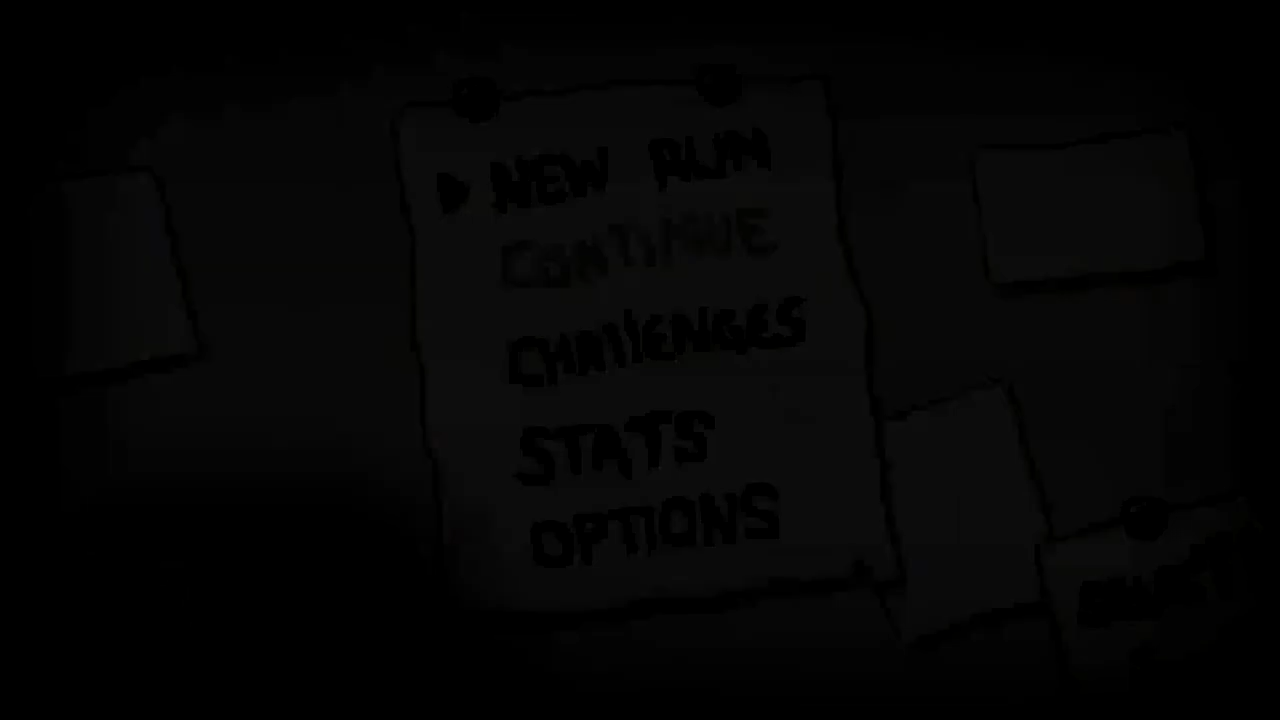 NEW RUN
CONTINUE
CHALLENGES
STATS
OPTIONS